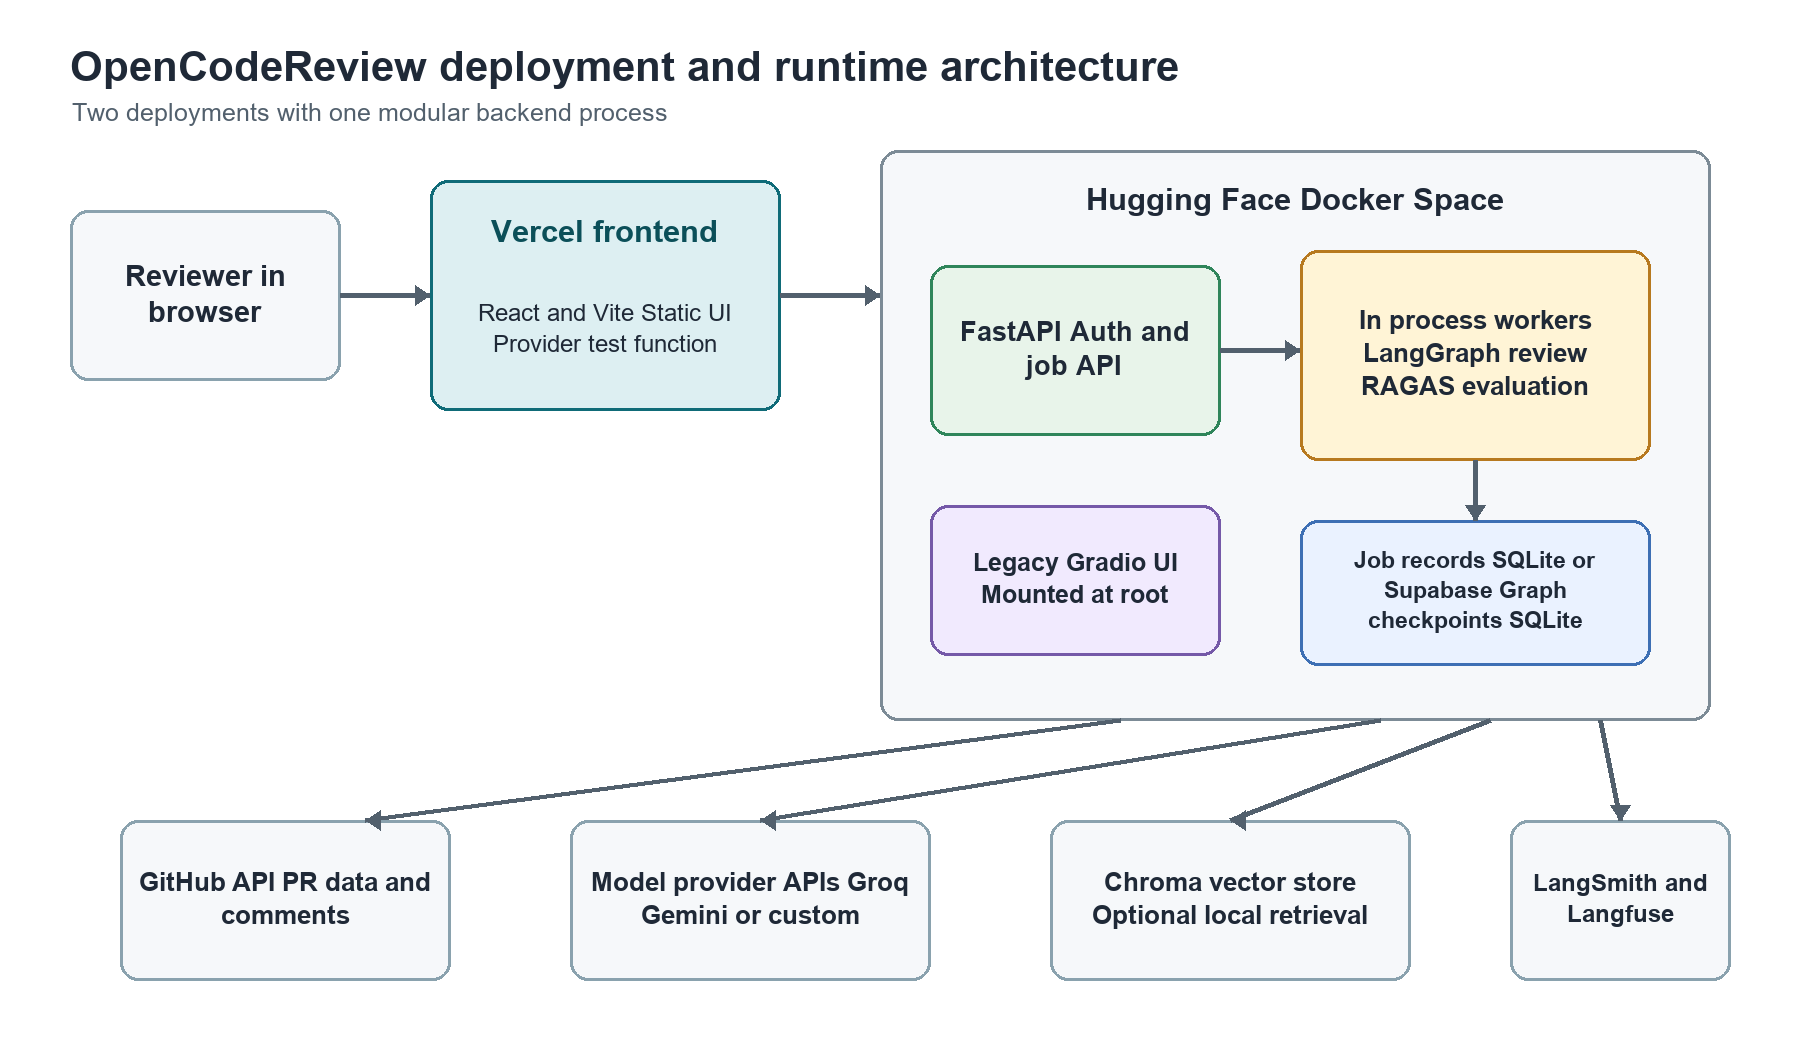 OpenCodeReview deployment and runtime architecture
Two deployments with one modular backend process
Reviewer in
browser
Vercel frontend
React and Vite Static UI
Provider test function
Hugging Face Docker Space
FastAPI Auth and
job API
In process workers
LangGraph review
RAGAS evaluation
Legacy Gradio UI
Mounted at root
Job records SQLite or
Supabase Graph
checkpoints SQLite
GitHub API PR data and
comments
Model provider APIs Groq
Gemini or custom
Chroma vector store
Optional local retrieval
LangSmith and
Langfuse